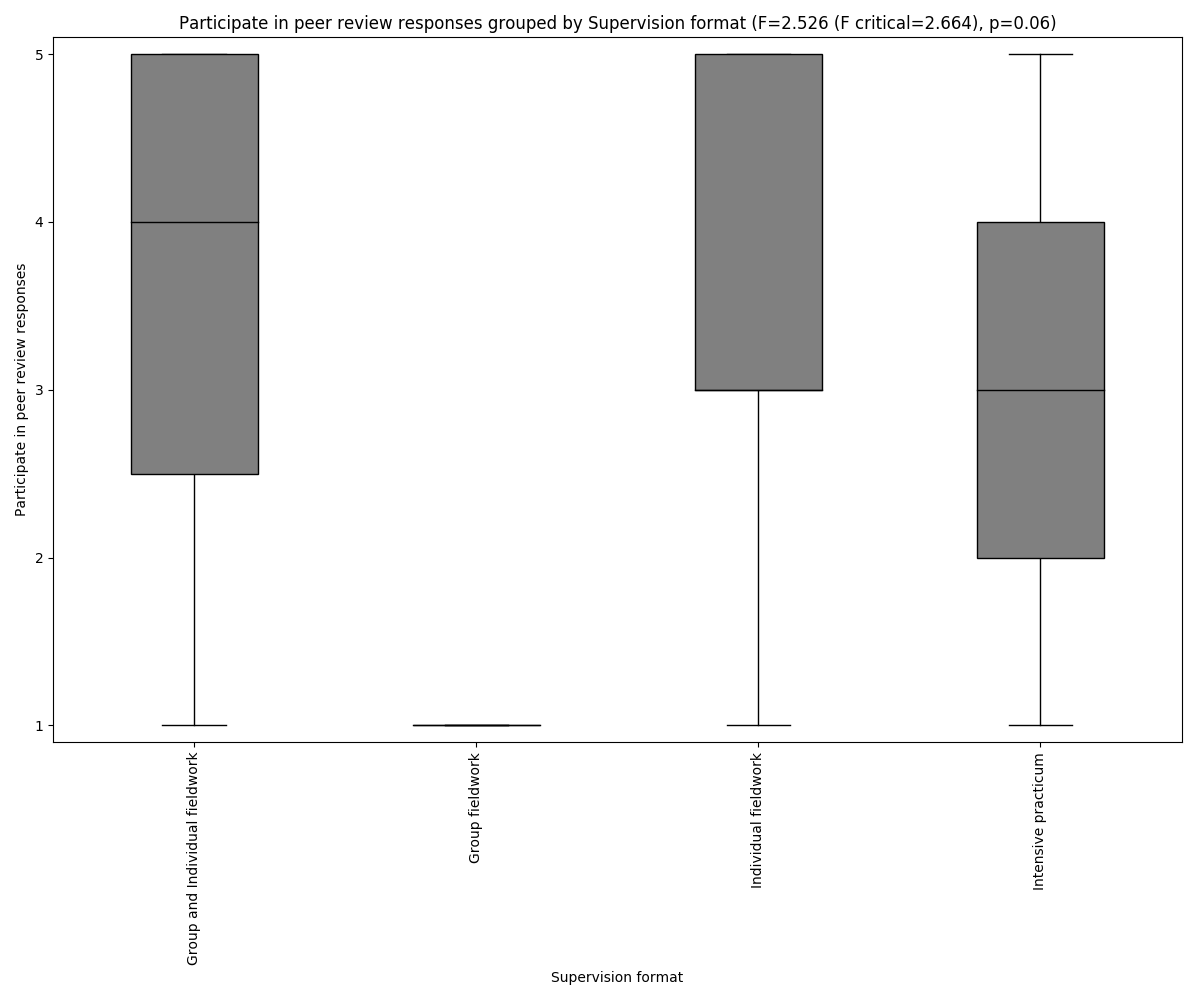 Participate in peer review responses grouped by Supervision format (F=2.526 (F critical=2.664), p=0.06)
Participate in peer review responses
5
4
3
2
1
Group and Individual fieldwork
Group fieldwork
Individual fieldwork
Intensive practicum
Supervision format